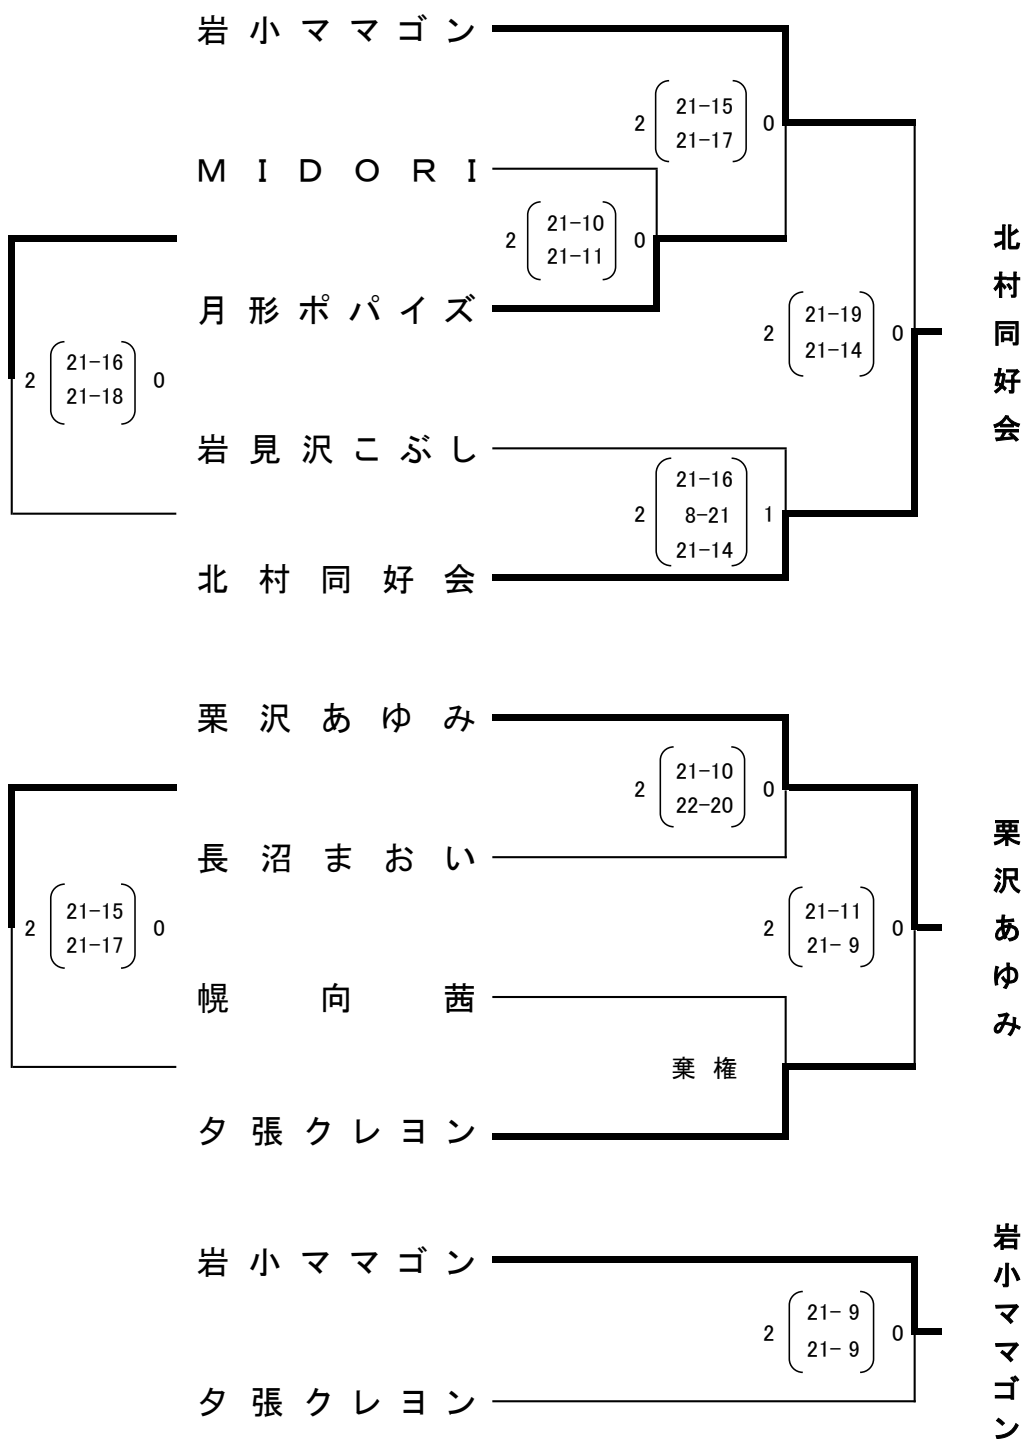 岩小ママゴン
2 21-15 0
21-17
MIDORI
2 21-10 0
21-11
月形ポパイズ
2 21-16 0
21-18
2 21-19 0
21-14
岩見沢こぶし
2 21-16 1
8-21
21-14
北村同好会
北村同好会
栗沢あゆみ
2 21-10 0
22-20
長沼まおい
2 21-15 0
21-17
2 21-11 0
21- 9
幌向茜
棄権
夕張クレヨン
栗沢あゆみ
岩小ママゴン
2 21- 9 0
21- 9
夕張クレヨン
岩小ママゴン